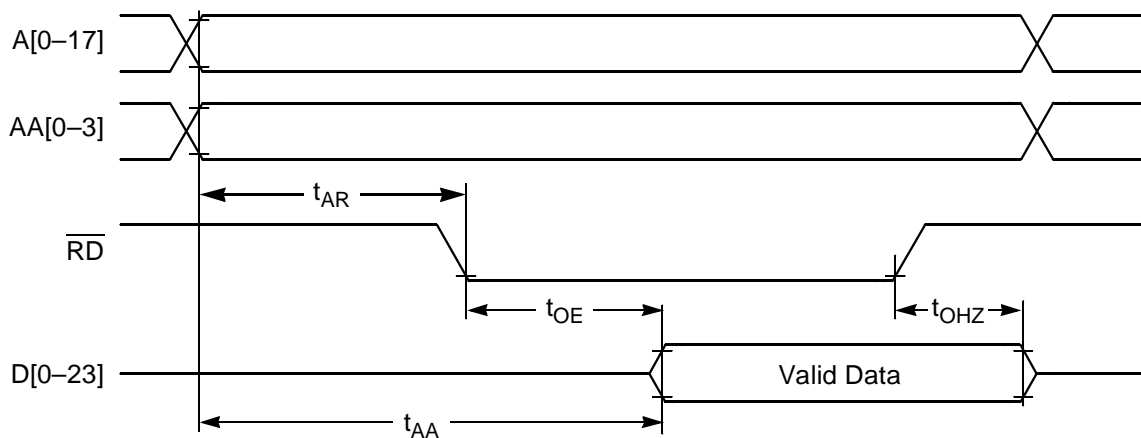 A[0–17]
AA[0–3]
tAR
RD
tOE
tOHZ
D[0–23]
Valid Data
tAA